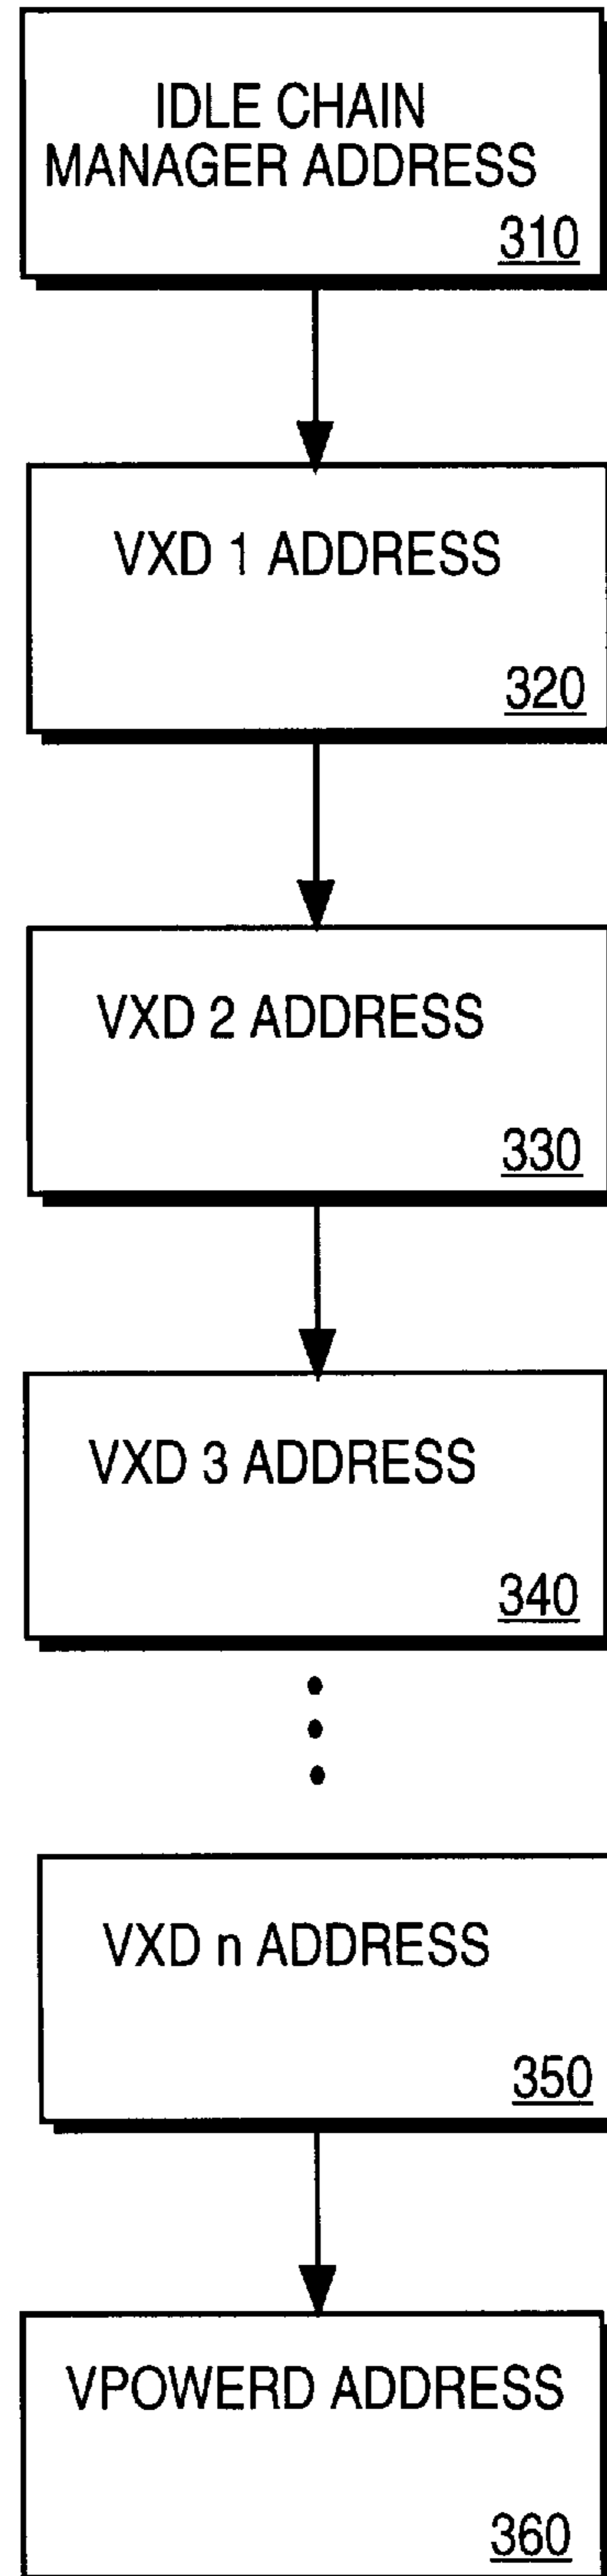 IDLE CHAIN
MANAGER ADDRESS
310
VXD 1 ADDRESS
320
VXD 2 ADDRESS
330
VXD 3 ADDRESS
340
VXD n ADDRESS
350
VPOWERD ADDRESS
360